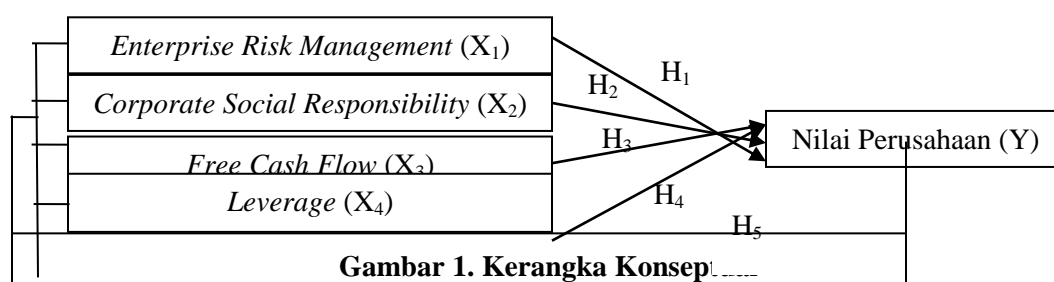 Enterprise Risk Management (X₁)
H₁
H₂
Corporate Social Responsibility (X₂)
Nilai Perusahaan (Y)
H₃
Free Cash Flow (X₃)
Leverage (X₄)
H₄
H₅
Gambar 1. Kerangka